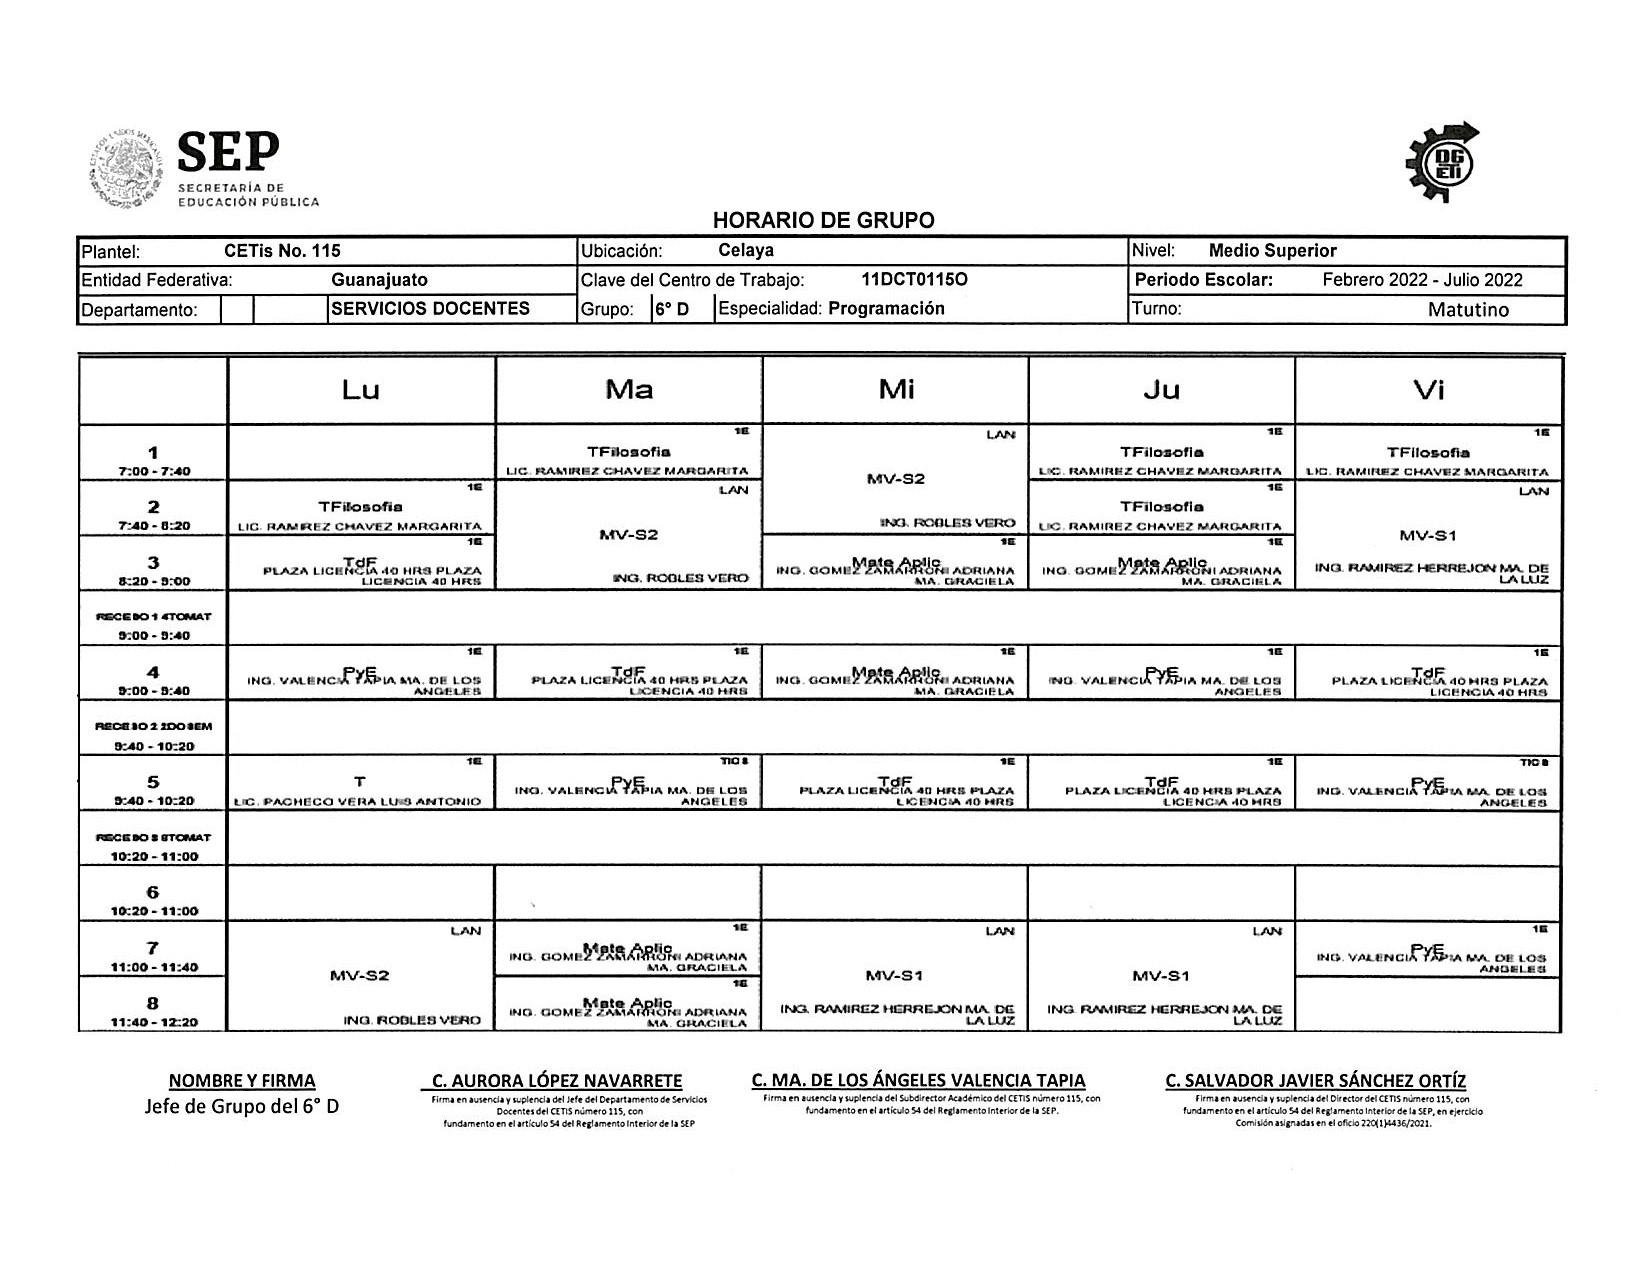 SEP
SECRETARÍA DE
EDUCACIÓN PÚBLICA
DG
ETI
HORARIO DE GRUPO
Plantel: CETis No. 115 Ubicación: Celaya Nivel: Medio Superior
Entidad Federativa: Guanajuato Clave del Centro de Trabajo: 11DCT0115O Periodo Escolar: Febrero 2022 - Julio 2022
Departamento: SERVICIOS DOCENTES Grupo: 6° D Especialidad: Programación Turno: Matutino
Lu Ma Mi Ju Vi
1
7:00 - 7:40
1E
TFilosofia
LIC. RAMIREZ CHAVEZ MARGARITA
LAN
MV-S2
ING. ROBLES VERO
1E
TFilosofia
LIC. RAMIREZ CHAVEZ MARGARITA
1E
TFilosofia
LIC. RAMIREZ CHAVEZ MARGARITA
2
7:40 - 8:20
1E
TFilosofia
LIC. RAMIREZ CHAVEZ MARGARITA
LAN
MV-S2
ING. ROBLES VERO
1E
TFilosofia
LIC. RAMIREZ CHAVEZ MARGARITA
LAN
MV-S1
ING. RAMIREZ HERREJON MA. DE
LA LUZ
3
8:20 - 9:00
1E
TdF
PLAZA LICENCIA 40 HRS PLAZA
LICENCIA 40 HRS
1E
Mate Aplic
ING. GOMEZ ZAMARRONI ADRIANA
MA. GRACIELA
1E
Mate Aplic
ING. GOMEZ ZAMARRONI ADRIANA
MA. GRACIELA
RECESO 1 4TOMAT
9:00 - 9:40
4
9:00 - 9:40
1E
PyE
ING. VALENCIA TAPIA MA. DE LOS
ANGELES
1E
TdF
PLAZA LICENCIA 40 HRS PLAZA
LICENCIA 40 HRS
1E
Mate Aplic
ING. GOMEZ ZAMARRONI ADRIANA
MA. GRACIELA
1E
PyE
ING. VALENCIA TAPIA MA. DE LOS
ANGELES
1E
TdF
PLAZA LICENCIA 40 HRS PLAZA
LICENCIA 40 HRS
RECESO 2 2DOSEM
9:40 - 10:20
5
9:40 - 10:20
1E
T
LIC. PACHECO VERA LUIS ANTONIO
TICS
PyE
ING. VALENCIA TAPIA MA. DE LOS
ANGELES
1E
TdF
PLAZA LICENCIA 40 HRS PLAZA
LICENCIA 40 HRS
1E
TdF
PLAZA LICENCIA 40 HRS PLAZA
LICENCIA 40 HRS
TICS
PyE
ING. VALENCIA TAPIA MA. DE LOS
ANGELES
RECESO 3 6TOMAT
10:20 - 11:00
6
10:20 - 11:00
7
11:00 - 11:40
LAN
MV-S2
ING. ROBLES VERO
1E
Mate Aplic
ING. GOMEZ ZAMARRONI ADRIANA
MA. GRACIELA
LAN
MV-S1
ING. RAMIREZ HERREJON MA. DE
LA LUZ
LAN
MV-S1
ING. RAMIREZ HERREJON MA. DE
LA LUZ
1E
PyE
ING. VALENCIA TAPIA MA. DE LOS
ANGELES
8
11:40 - 12:20
1E
Mate Aplic
ING. GOMEZ ZAMARRONI ADRIANA
MA. GRACIELA
NOMBRE Y FIRMA
Jefe de Grupo del 6° D
C. AURORA LÓPEZ NAVARRETE
Firma en ausencia y suplencia del Jefe del Departamento de Servicios
Docentes del CETIS número 115, con
fundamento en el artículo 54 del Reglamento Interior de la SEP
C. MA. DE LOS ÁNGELES VALENCIA TAPIA
Firma en ausencia y suplencia del Subdirector Académico del CETIS número 115, con
fundamento en el artículo 54 del Reglamento Interior de la SEP.
C. SALVADOR JAVIER SÁNCHEZ ORTÍZ
Firma en ausencia y suplencia del Director del CETIS número 115, con
fundamento en el artículo 54 del Reglamento Interior de la SEP, en ejercicio
Comisión asignadas en el oficio 220(1)4436/2021.